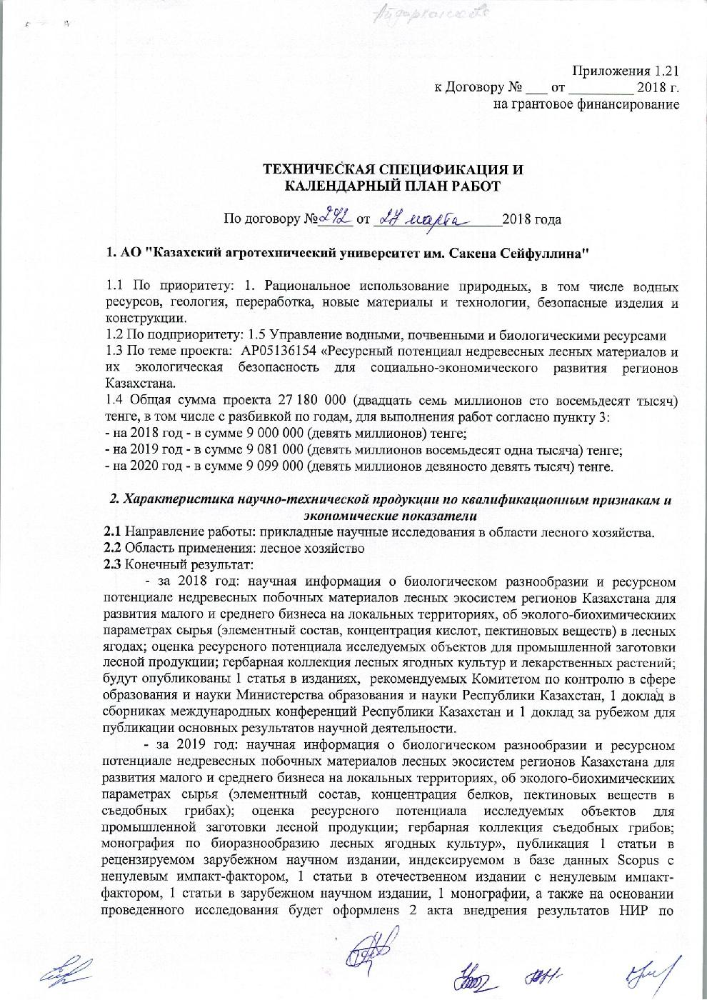 Приложения 1.21
к Договору № ___ от _________ 2018 г.
на грантовое финансирование
ТЕХНИЧЕСКАЯ СПЕЦИФИКАЦИЯ И
КАЛЕНДАРНЫЙ ПЛАН РАБОТ
По договору № 242 от 27 марта 2018 года
1. АО "Казахский агротехнический университет им. Сакена Сейфуллина"
1.1 По приоритету: 1. Рациональное использование природных, в том числе водных
ресурсов, геология, переработка, новые материалы и технологии, безопасные изделия и
конструкции.
1.2 По подприоритету: 1.5 Управление водными, почвенными и биологическими ресурсами
1.3 По теме проекта: АР05136154 «Ресурсный потенциал недревесных лесных материалов и
их экологическая безопасность для социально-экономического развития регионов
Казахстана.
1.4 Общая сумма проекта 27 180 000 (двадцать семь миллионов сто восемьдесят тысяч)
тенге, в том числе с разбивкой по годам, для выполнения работ согласно пункту 3:
- на 2018 год - в сумме 9 000 000 (девять миллионов) тенге;
- на 2019 год - в сумме 9 081 000 (девять миллионов восемьдесят одна тысяча) тенге;
- на 2020 год - в сумме 9 099 000 (девять миллионов девяносто девять тысяч) тенге.
2. Характеристика научно-технической продукции по квалификационным признакам и
экономические показатели
2.1 Направление работы: прикладные научные исследования в области лесного хозяйства.
2.2 Область применения: лесное хозяйство
2.3 Конечный результат:
- за 2018 год: научная информация о биологическом разнообразии и ресурсном
потенциале недревесных побочных материалов лесных экосистем регионов Казахстана для
развития малого и среднего бизнеса на локальных территориях, об эколого-биохимическиих
параметрах сырья (элементный состав, концентрация кислот, пектиновых веществ) в лесных
ягодах; оценка ресурсного потенциала исследуемых объектов для промышленной заготовки
лесной продукции; гербарная коллекция лесных ягодных культур и лекарственных растений;
будут опубликованы 1 статья в изданиях, рекомендуемых Комитетом по контролю в сфере
образования и науки Министерства образования и науки Республики Казахстан, 1 доклад в
сборниках международных конференций Республики Казахстан и 1 доклад за рубежом для
публикации основных результатов научной деятельности.
- за 2019 год: научная информация о биологическом разнообразии и ресурсном
потенциале недревесных побочных материалов лесных экосистем регионов Казахстана для
развития малого и среднего бизнеса на локальных территориях, об эколого-биохимическиих
параметрах сырья (элементный состав, концентрация белков, пектиновых веществ в
съедобных грибах); оценка ресурсного потенциала исследуемых объектов для
промышленной заготовки лесной продукции; гербарная коллекция съедобных грибов;
монография по биоразнообразию лесных ягодных культур», публикация 1 статьи в
рецензируемом зарубежном научном издании, индексируемом в базе данных Scopus с
ненулевым импакт-фактором, 1 статьи в отечественном издании с ненулевым импакт-
фактором, 1 статьи в зарубежном научном издании, 1 монографии, а также на основании
проведенного исследования будет оформленs 2 акта внедрения результатов НИР по